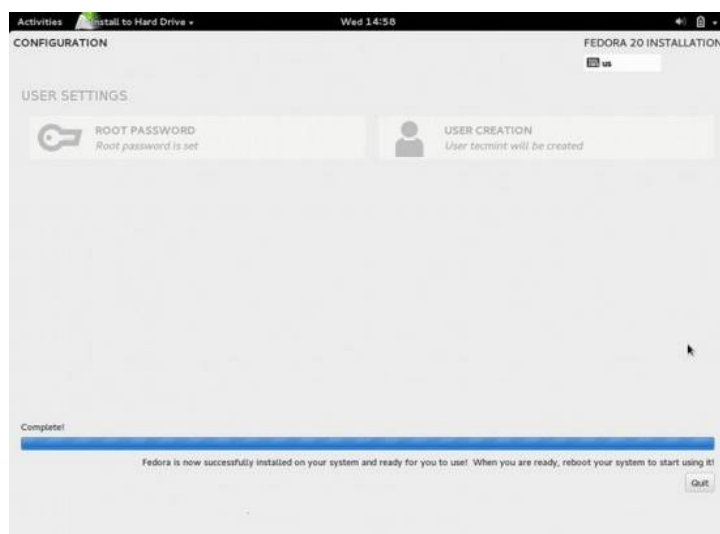 Activities Install to Hard Drive Wed 14:58
CONFIGURATION FEDORA 20 INSTALLATION
us
USER SETTINGS
ROOT PASSWORD USER CREATION
Root password is set User tecmint will be created
Complete!
Fedora is now successfully installed on your system and ready for you to use! When you are ready, reboot your system to start using it!
Quit